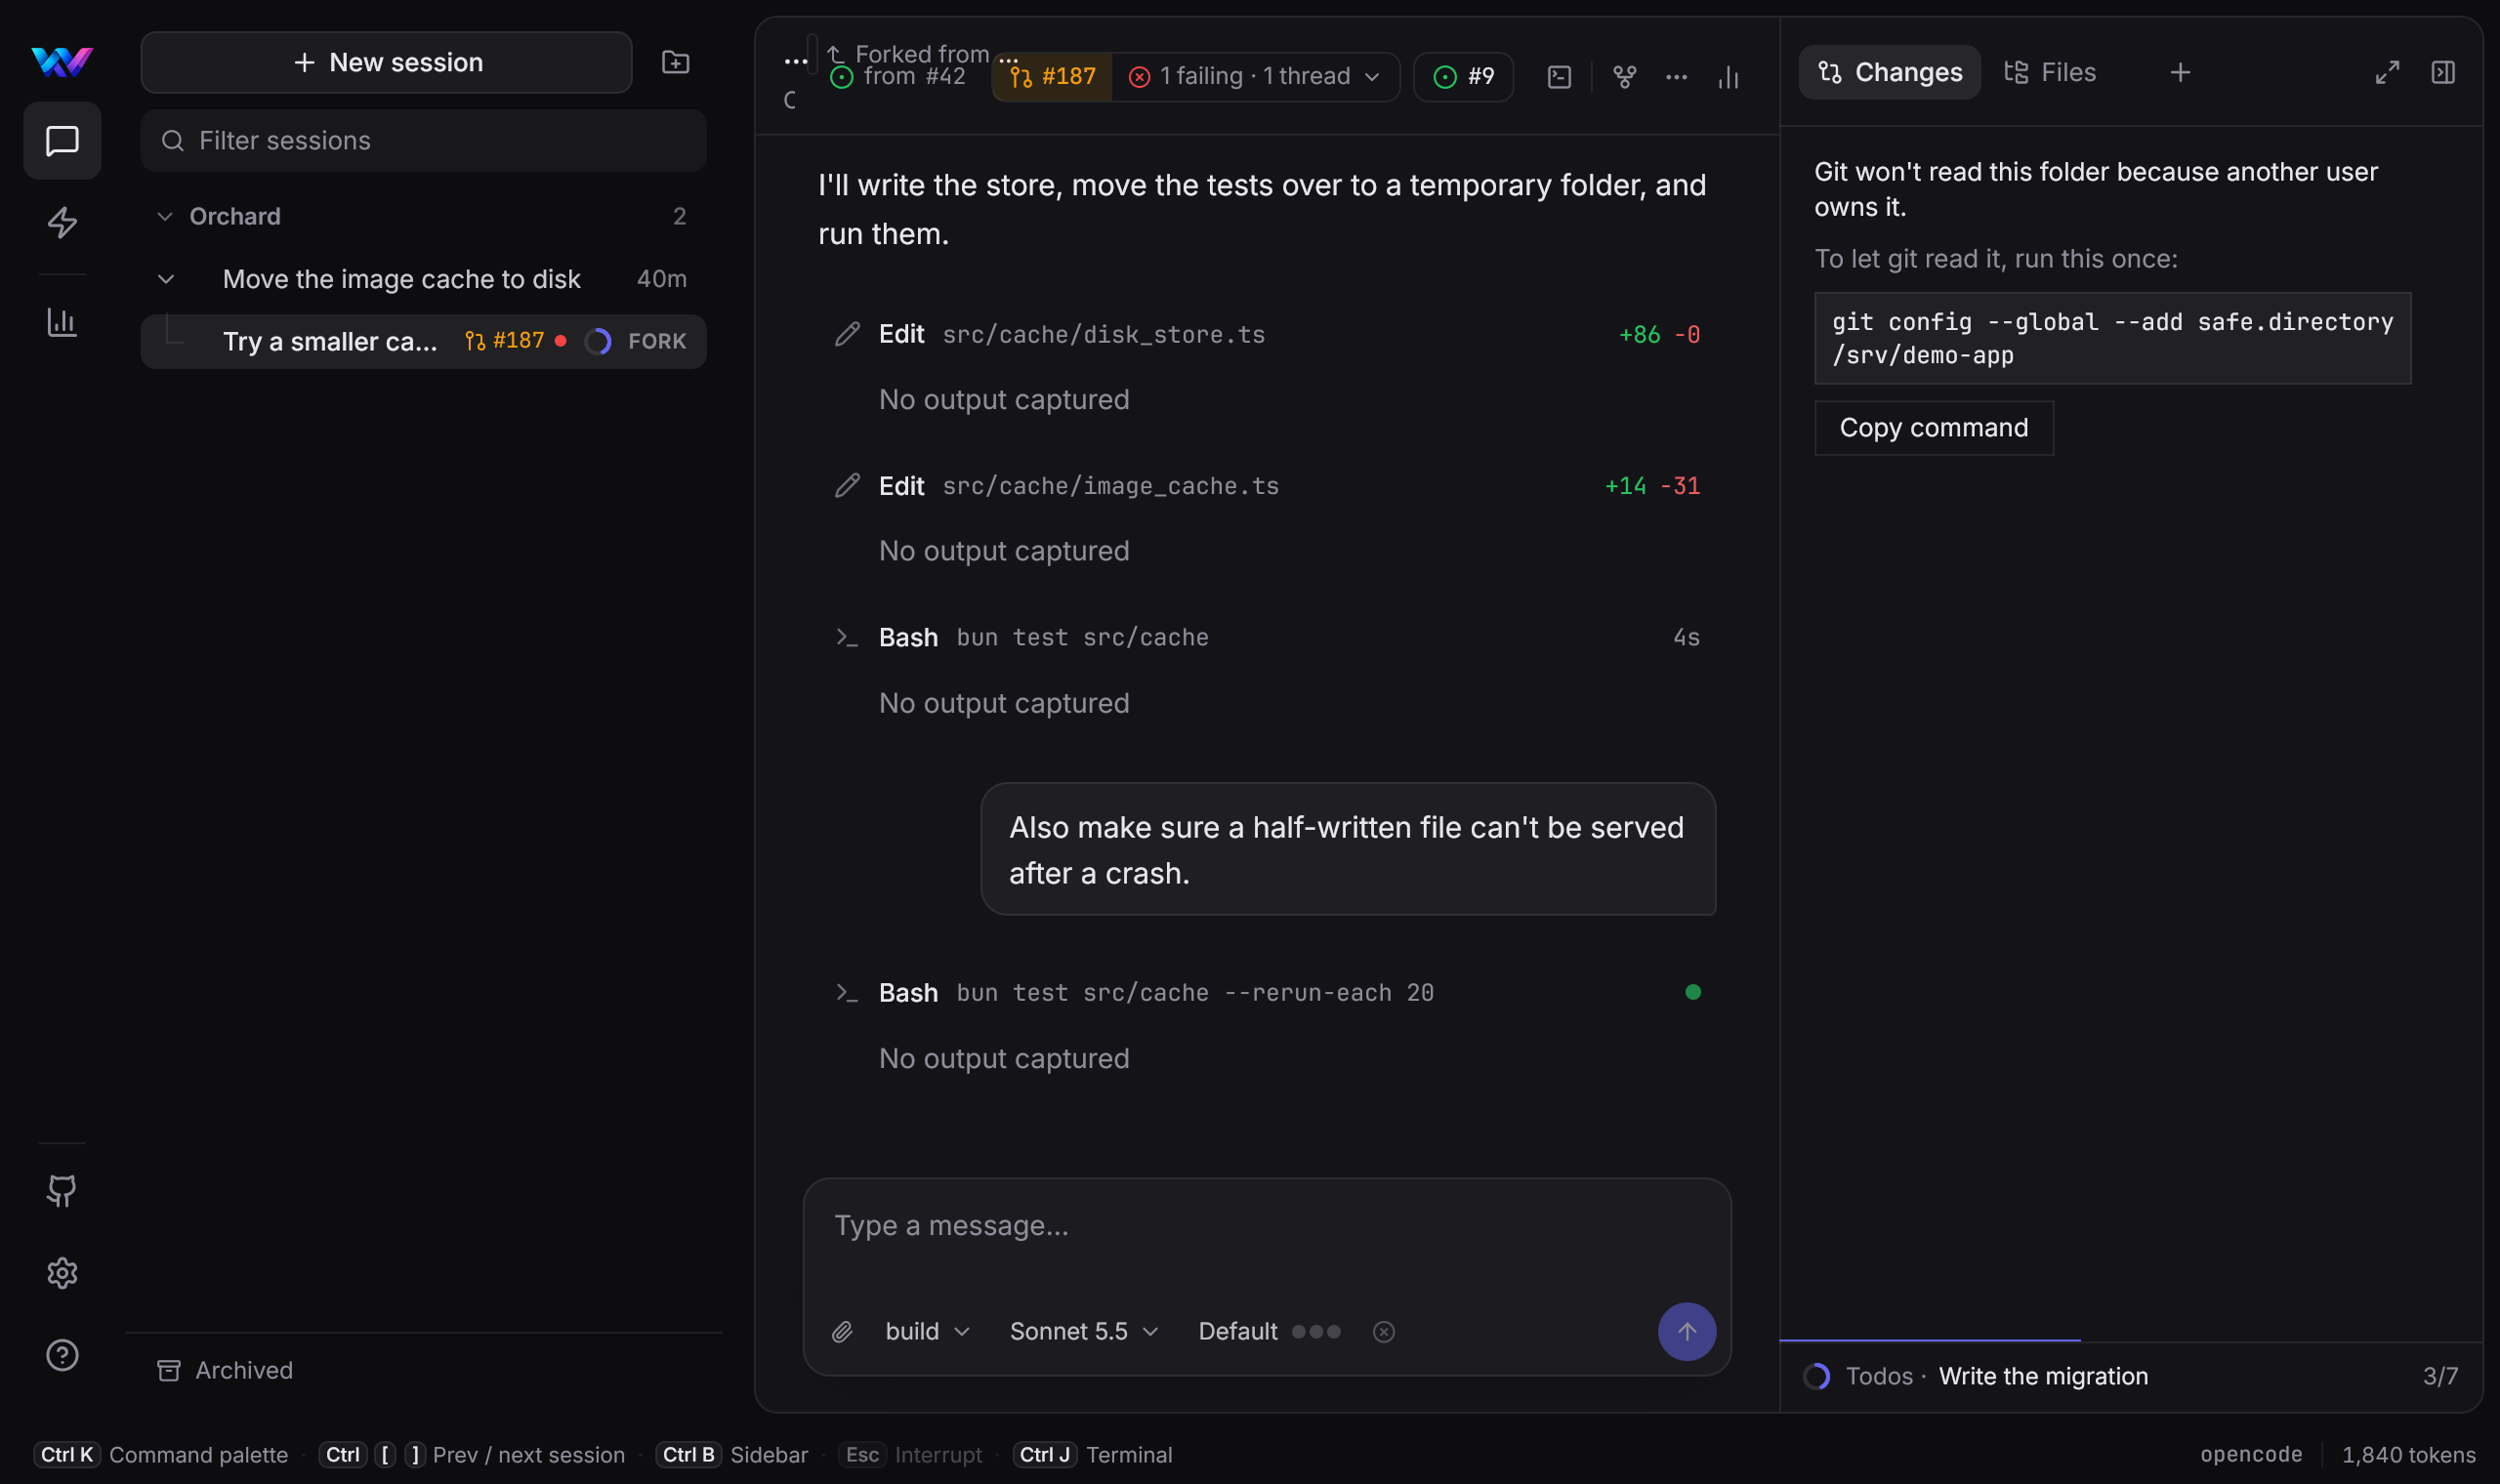 New session
Filter sessions
Orchard 2
Move the image cache to disk 40m
Try a smaller ca... #187 FORK
Archived
... Forked from ...
from #42 #187 1 failing · 1 thread #9
I'll write the store, move the tests over to a temporary folder, and
run them.
Edit src/cache/disk_store.ts +86 -0
No output captured
Edit src/cache/image_cache.ts +14 -31
No output captured
Bash bun test src/cache 4s
No output captured
Also make sure a half-written file can't be served
after a crash.
Bash bun test src/cache --rerun-each 20
No output captured
Type a message...
build Sonnet 5.5 Default
Changes Files
Git won't read this folder because another user
owns it.
To let git read it, run this once:
git config --global --add safe.directory
/srv/demo-app
Copy command
Todos · Write the migration 3/7
Ctrl K Command palette · Ctrl [ ] Prev / next session · Ctrl B Sidebar · Esc Interrupt · Ctrl J Terminal
opencode 1,840 tokens